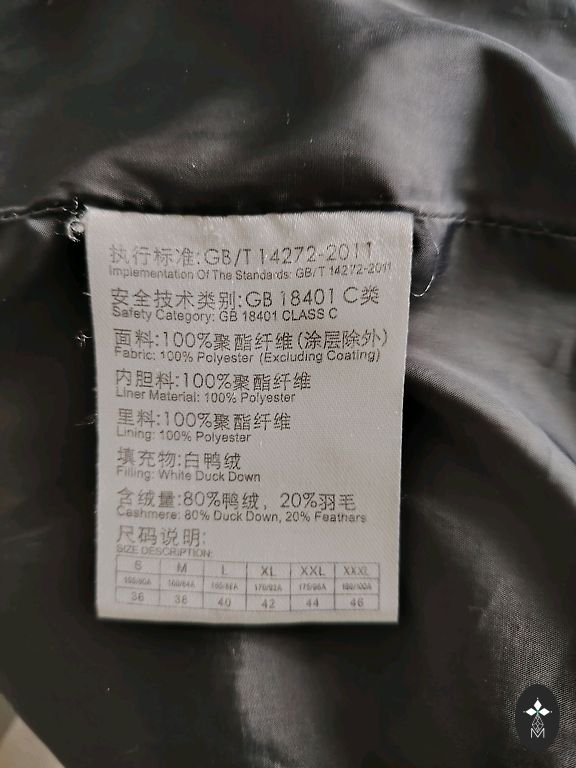 执行标准:GB/T 14272-2011
Implementation Of The Standards: GB/T 14272-2011
安全技术类别:GB 18401 C类
Safety Category: GB 18401 CLASS C
面料:100%聚酯纤维(涂层除外)
Fabric: 100% Polyester (Excluding Coating)
内胆料:100%聚酯纤维
Liner Material: 100% Polyester
里料:100%聚酯纤维
Lining: 100% Polyester
填充物:白鸭绒
Filling: White Duck Down
含绒量:80%鸭绒, 20%羽毛
Cashmere: 80% Duck Down, 20% Feathars
尺码说明:
SIZE DESCRIPTION:
S M L XL XXL XXXL
160/84A 165/88A 170/92A 175/96A 180/100A
36 38 40 42 44 46
M